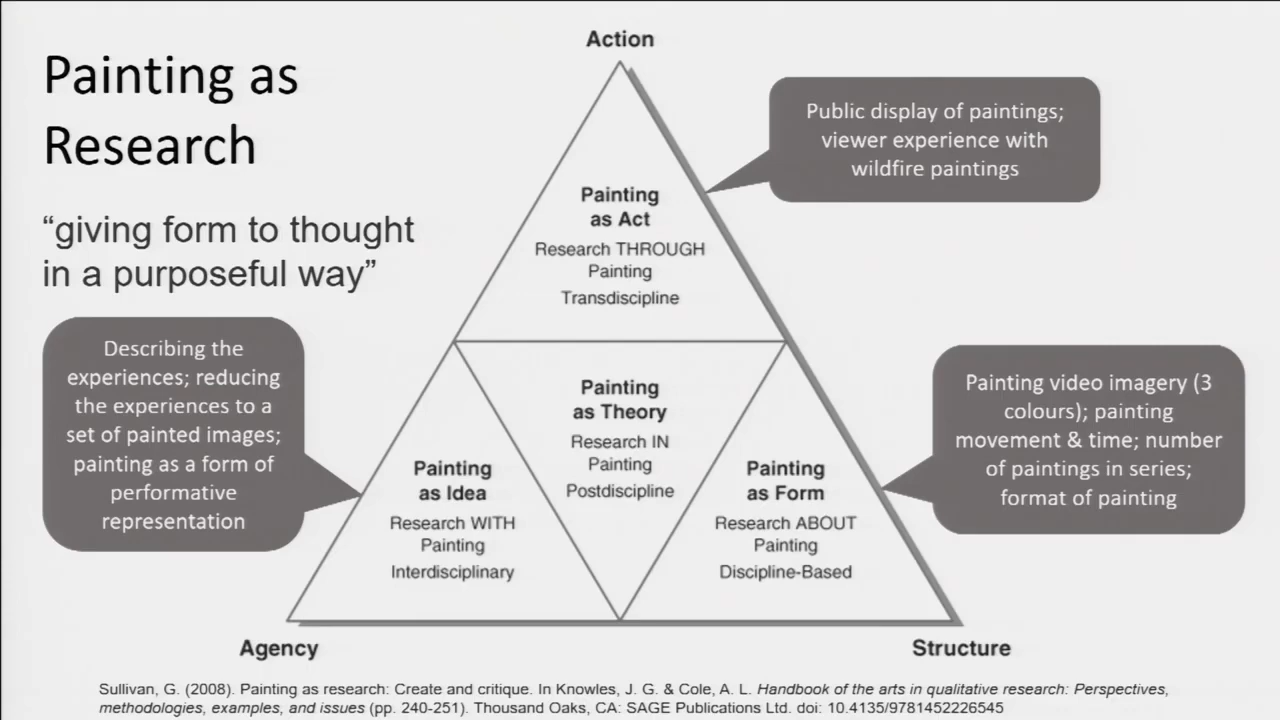 Painting as
Research
“giving form to thought
in a purposeful way”
Action
Public display of paintings;
viewer experience with
wildfire paintings
Painting
as Act
Research THROUGH
Painting
Transdiscipline
Describing the
experiences; reducing
the experiences to a
set of painted images;
painting as a form of
performative
representation
Painting
as Theory
Research IN
Painting
Postdiscipline
Painting
as Idea
Research WITH
Painting
Interdisciplinary
Painting
as Form
Research ABOUT
Painting
Discipline-Based
Painting video imagery (3
colours); painting
movement & time; number
of paintings in series;
format of painting
Agency
Structure
Sullivan, G. (2008). Painting as research: Create and critique. In Knowles, J. G. & Cole, A. L. Handbook of the arts in qualitative research: Perspectives,
methodologies, examples, and issues (pp. 240-251). Thousand Oaks, CA: SAGE Publications Ltd. doi: 10.4135/9781452226545